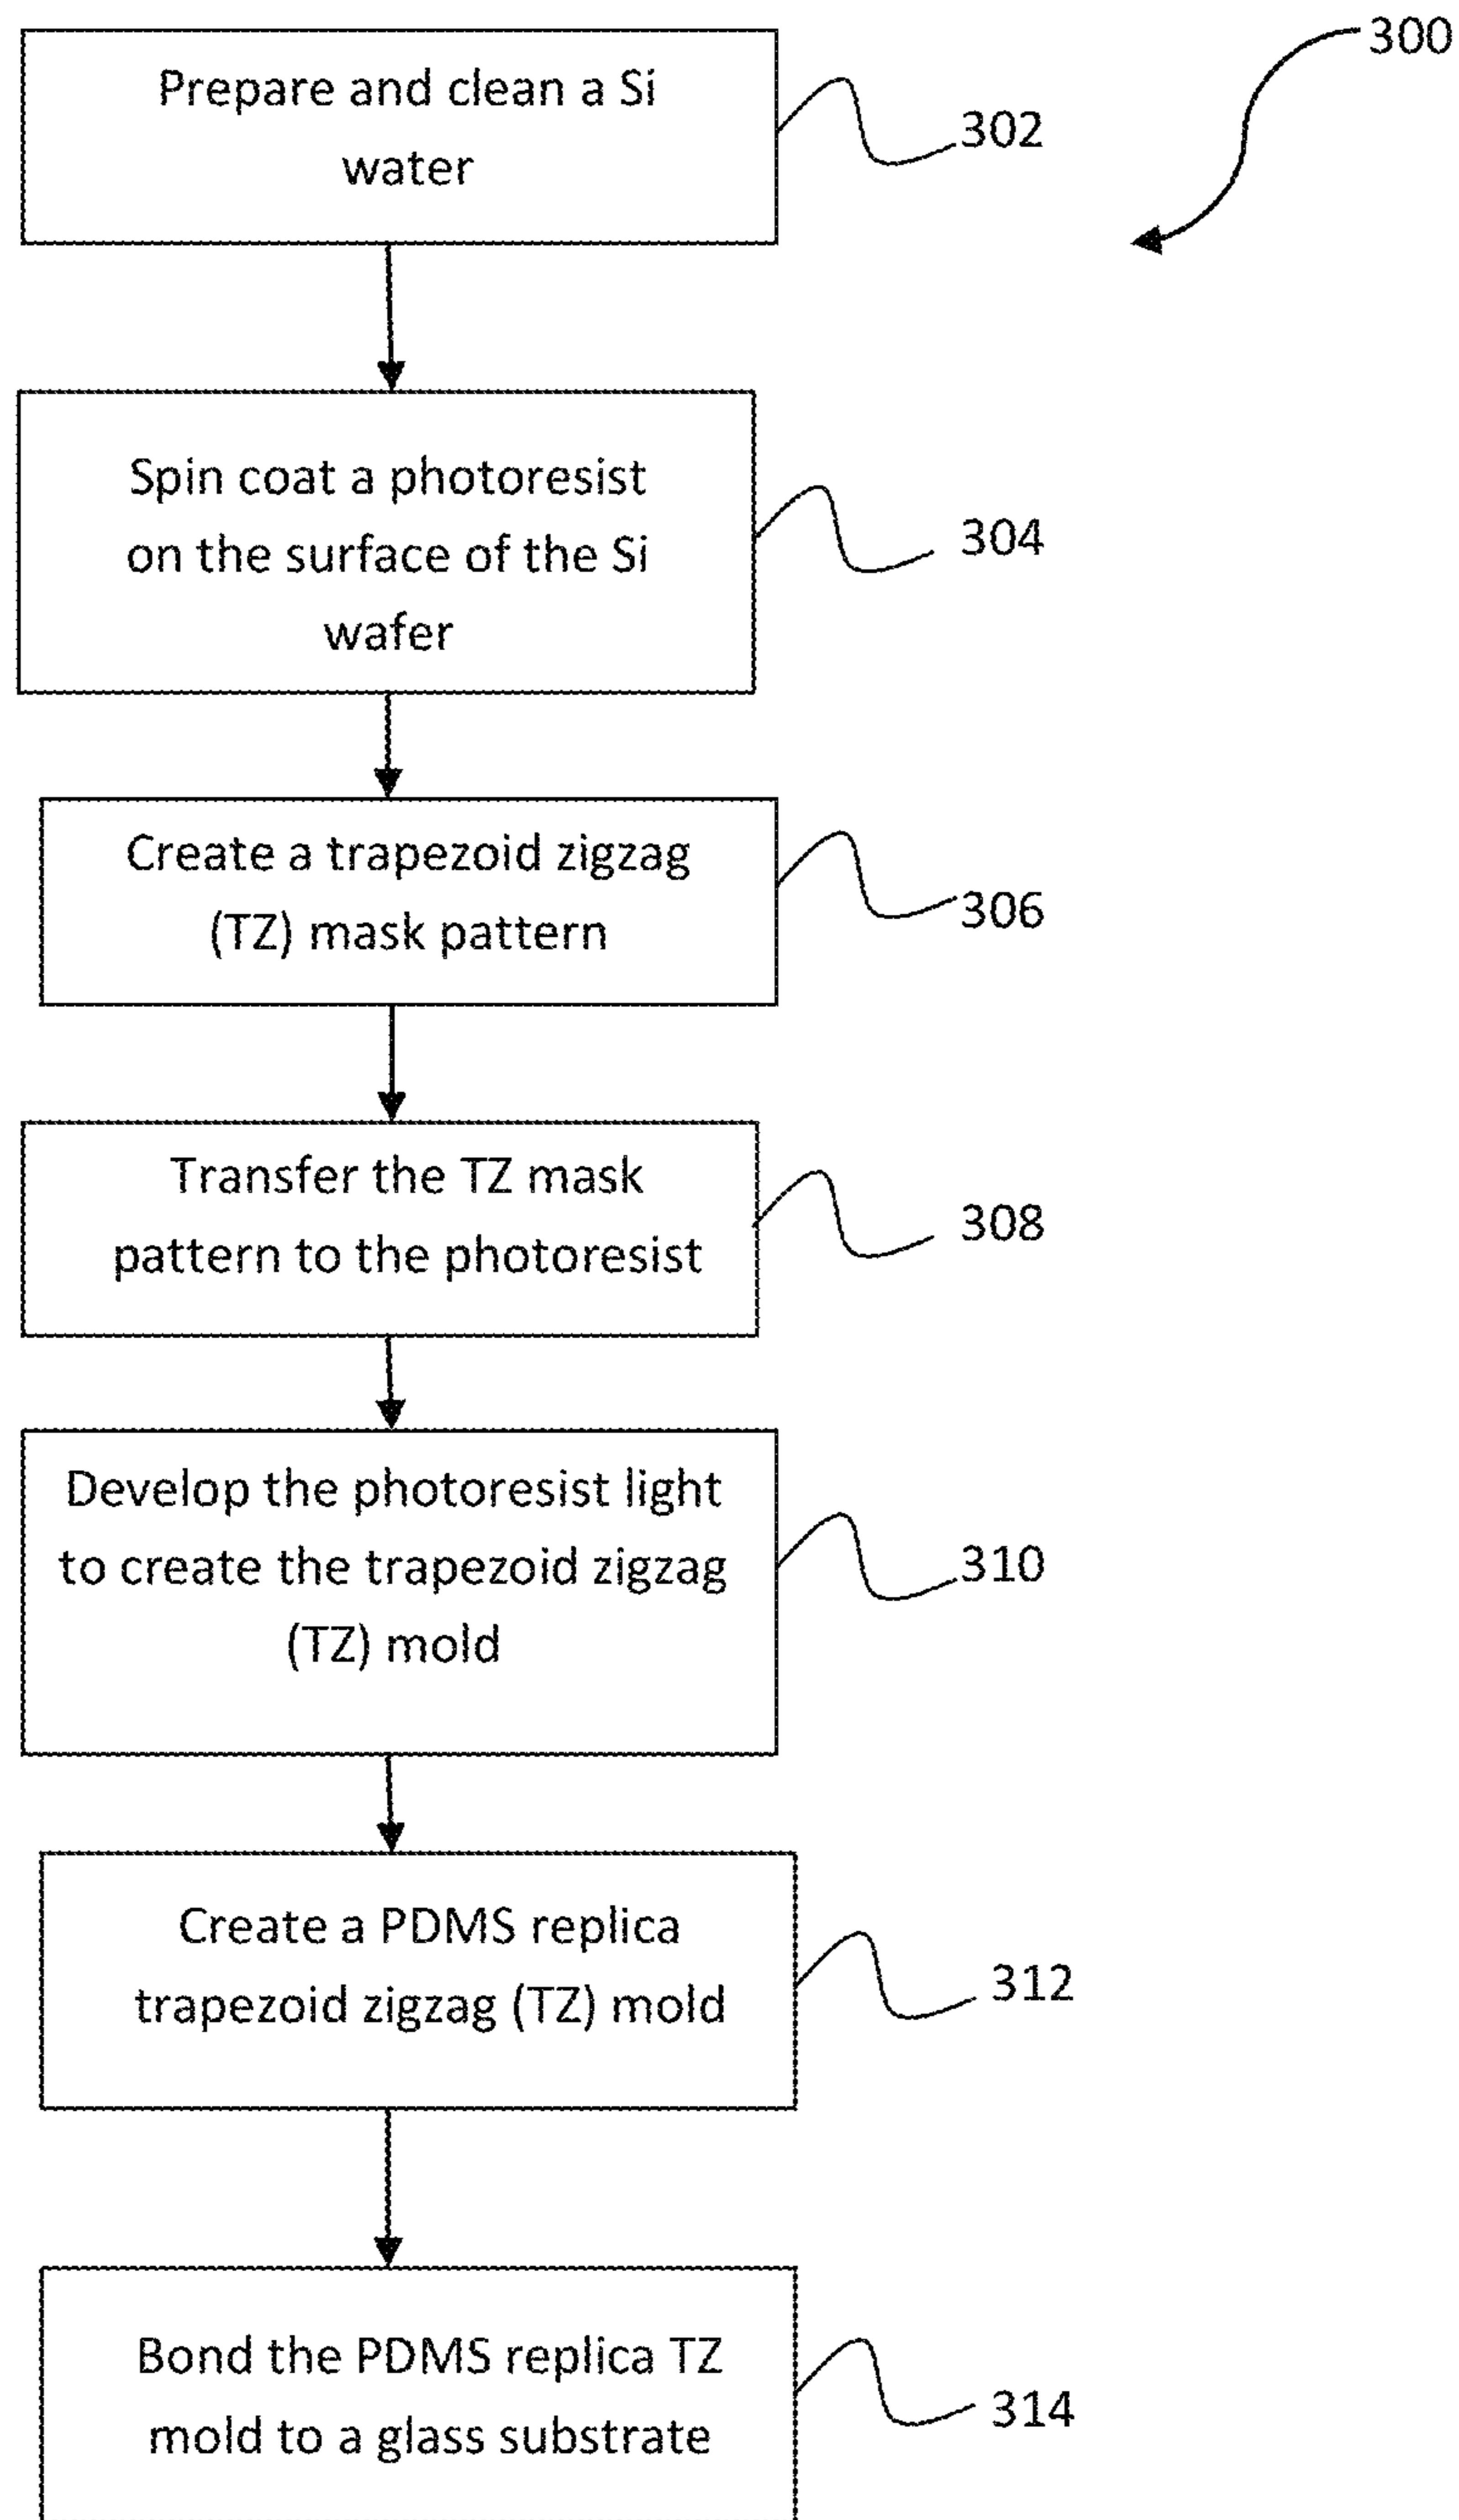 300
Prepare and clean a Si
water
302
Spin coat a photoresist
on the surface of the Si
wafer
304
Create a trapezoid zigzag
(TZ) mask pattern
306
Transfer the TZ mask
pattern to the photoresist
308
Develop the photoresist light
to create the trapezoid zigzag
(TZ) mold
310
Create a PDMS replica
trapezoid zigzag (TZ) mold
312
Bond the PDMS replica TZ
mold to a glass substrate
314